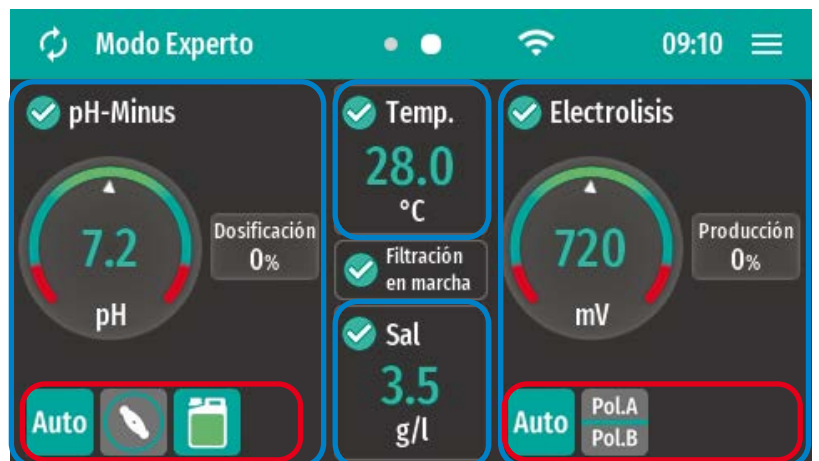 Modo Experto
09:10
pH-Minus
7.2
pH
Dosificación
0%
Auto
Temp.
28.0
°C
Filtración
en marcha
Sal
3.5
g/l
Electrolisis
720
mV
Producción
0%
Auto
Pol.A
Pol.B